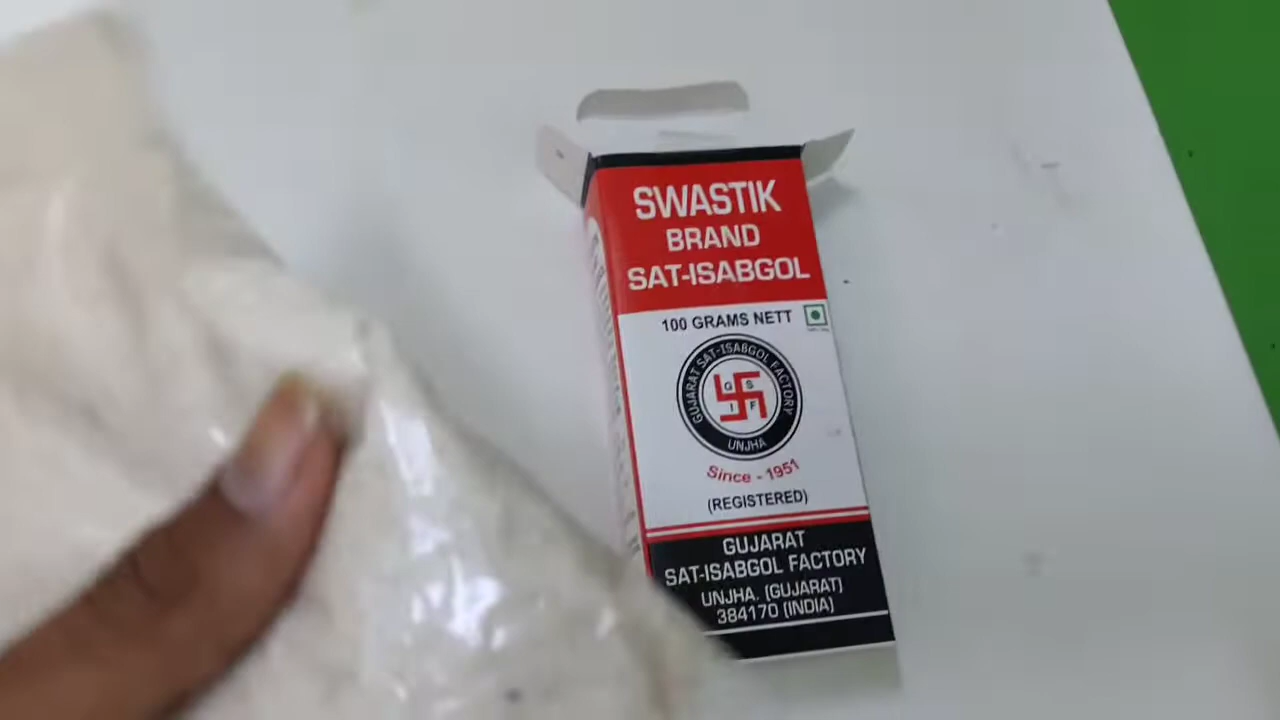 SWASTIK
BRAND
SAT-ISABGOL
100 GRAMS NETT
GUJARAT SAT-ISABGOL FACTORY
G S
I F
UNJHA
Since - 1951
(REGISTERED)
GUJARAT
SAT-ISABGOL FACTORY
UNJHA. (GUJARAT)
384170 (INDIA)